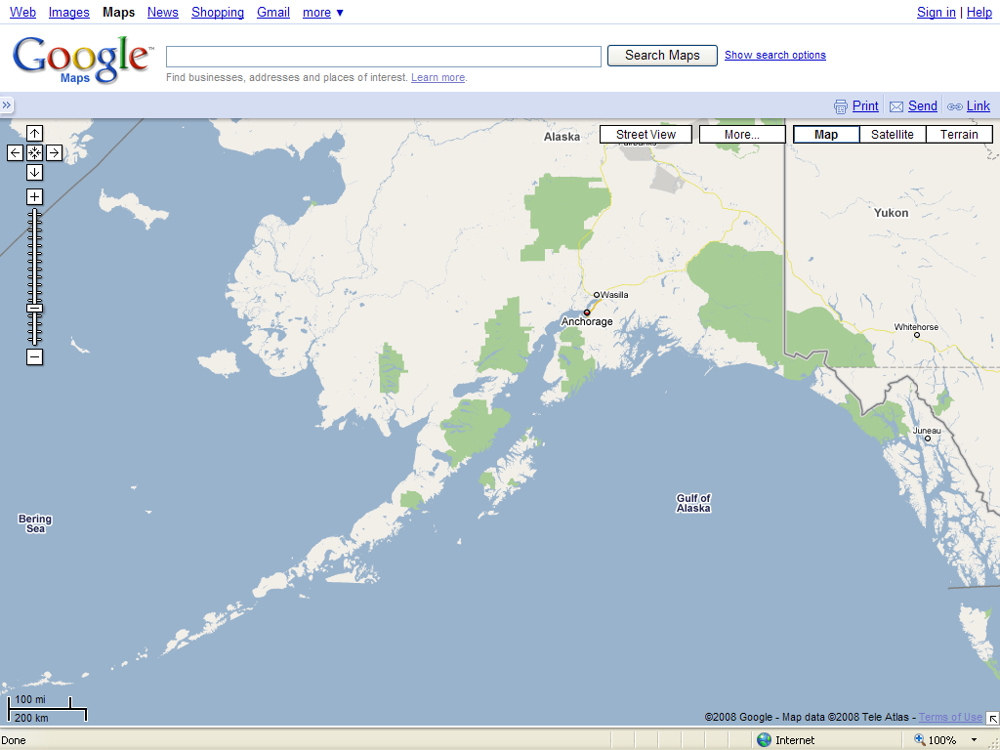 Web Images Maps News Shopping Gmail more ▼ Sign in | Help
Google™
Maps
Search Maps
Show search options
Find businesses, addresses and places of interest. Learn more.
»
Print Send Link
Alaska
Street View More... Map Satellite Terrain
Fairbanks
Yukon
Wasilla
Anchorage
Whitehorse
Juneau
Gulf of
Alaska
Bering
Sea
100 mi
200 km
©2008 Google - Map data ©2008 Tele Atlas - Terms of Use
Done Internet 100%